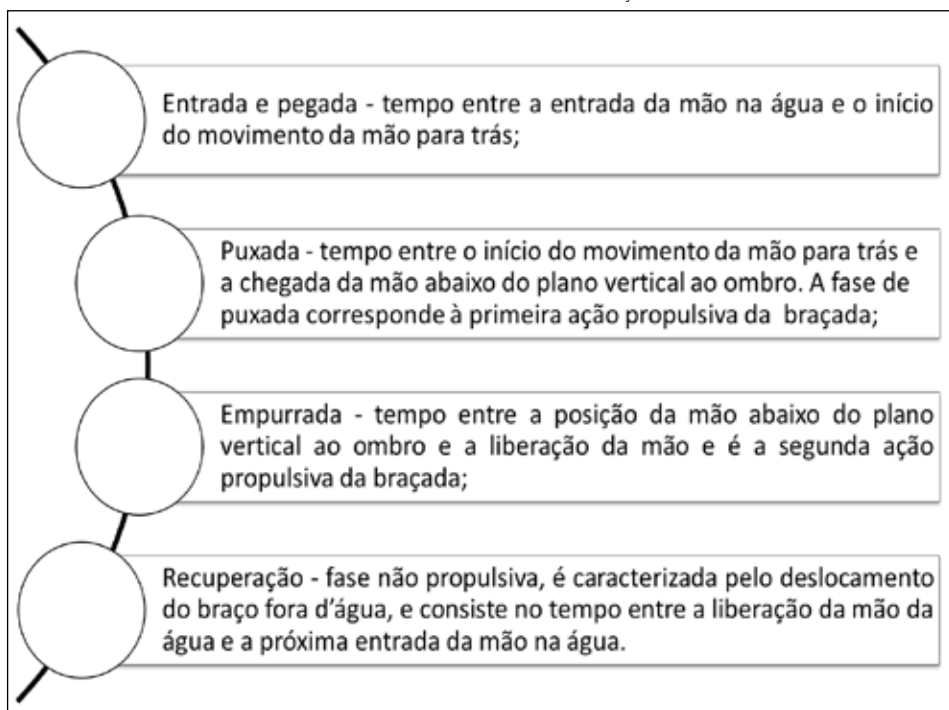 Entrada e pegada - tempo entre a entrada da mão na água e o início
do movimento da mão para trás;
Puxada - tempo entre o início do movimento da mão para trás e
a chegada da mão abaixo do plano vertical ao ombro. A fase de
puxada corresponde à primeira ação propulsiva da braçada;
Empurrada - tempo entre a posição da mão abaixo do plano
vertical ao ombro e a liberação da mão e é a segunda ação
propulsiva da braçada;
Recuperação - fase não propulsiva, é caracterizada pelo deslocamento
do braço fora d'água, e consiste no tempo entre a liberação da mão da
água e a próxima entrada da mão na água.